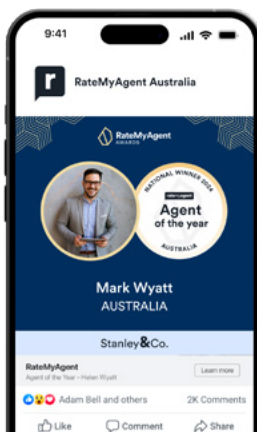 9:41
r
RateMyAgent Australia
RateMyAgent
AWARDS
NATIONAL WINNER 2024
RateMyAgent
Agent
of the year
AUSTRALIA
Mark Wyatt
AUSTRALIA
Stanley&Co.
RateMyAgent
Agent of the Year - Helen Wyatt
Learn more
Adam Bell and others
2K Comments
Like
Comment
Share